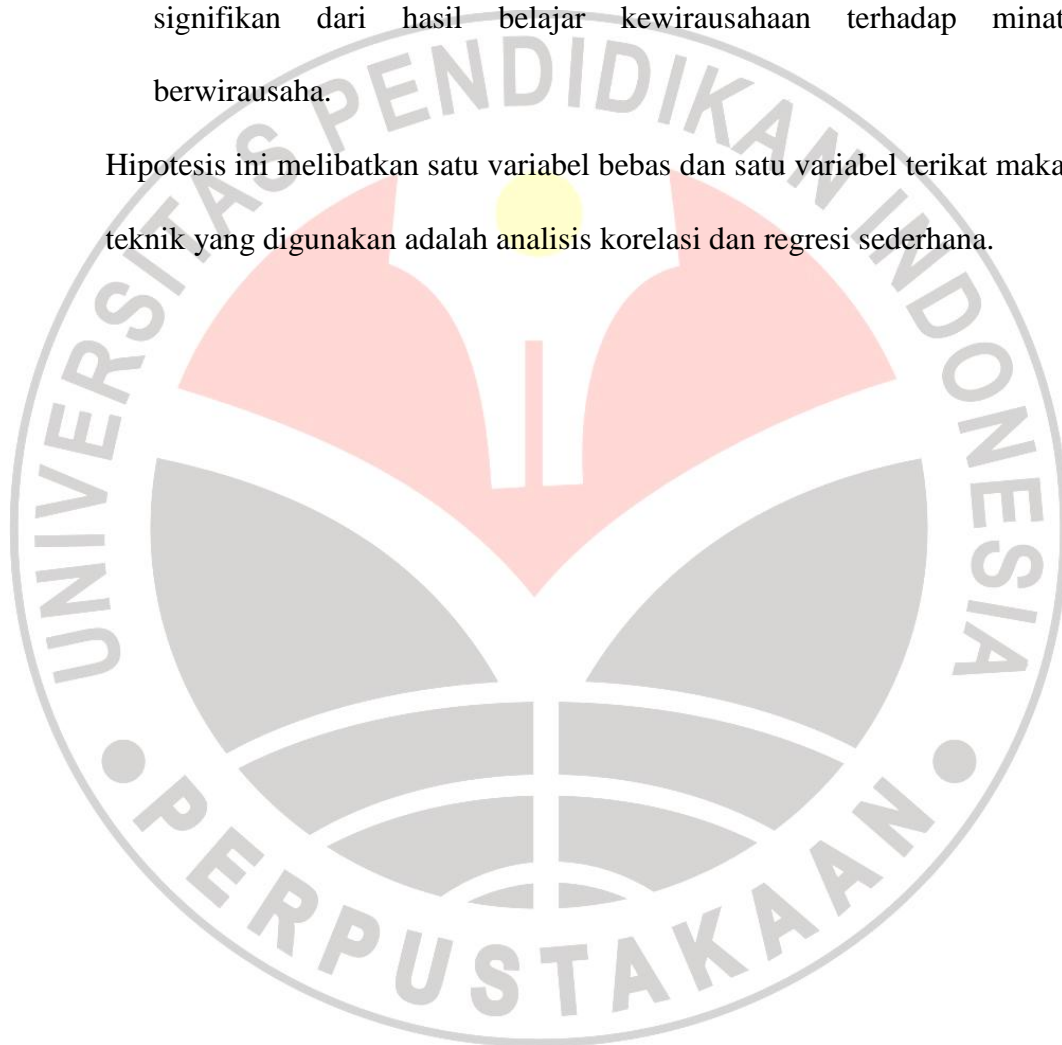 signifikan dari hasil belajar kewirausahaan terhadap minat
berwirausaha.
Hipotesis ini melibatkan satu variabel bebas dan satu variabel terikat maka
teknik yang digunakan adalah analisis korelasi dan regresi sederhana.
UNIVERSITAS PENDIDIKAN INDONESIA
PERPUSTAKAAN